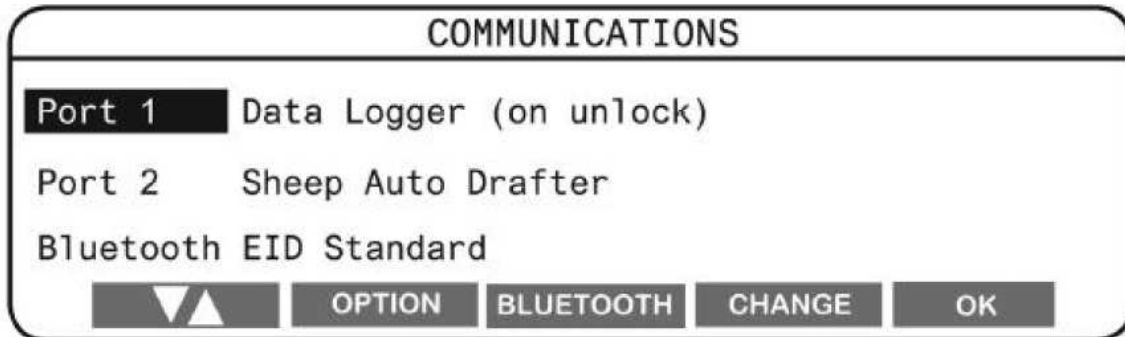 COMMUNICATIONS
Port 1 Data Logger (on unlock)
Port 2 Sheep Auto Drafter
Bluetooth EID Standard
▼▲ OPTION BLUETOOTH CHANGE OK